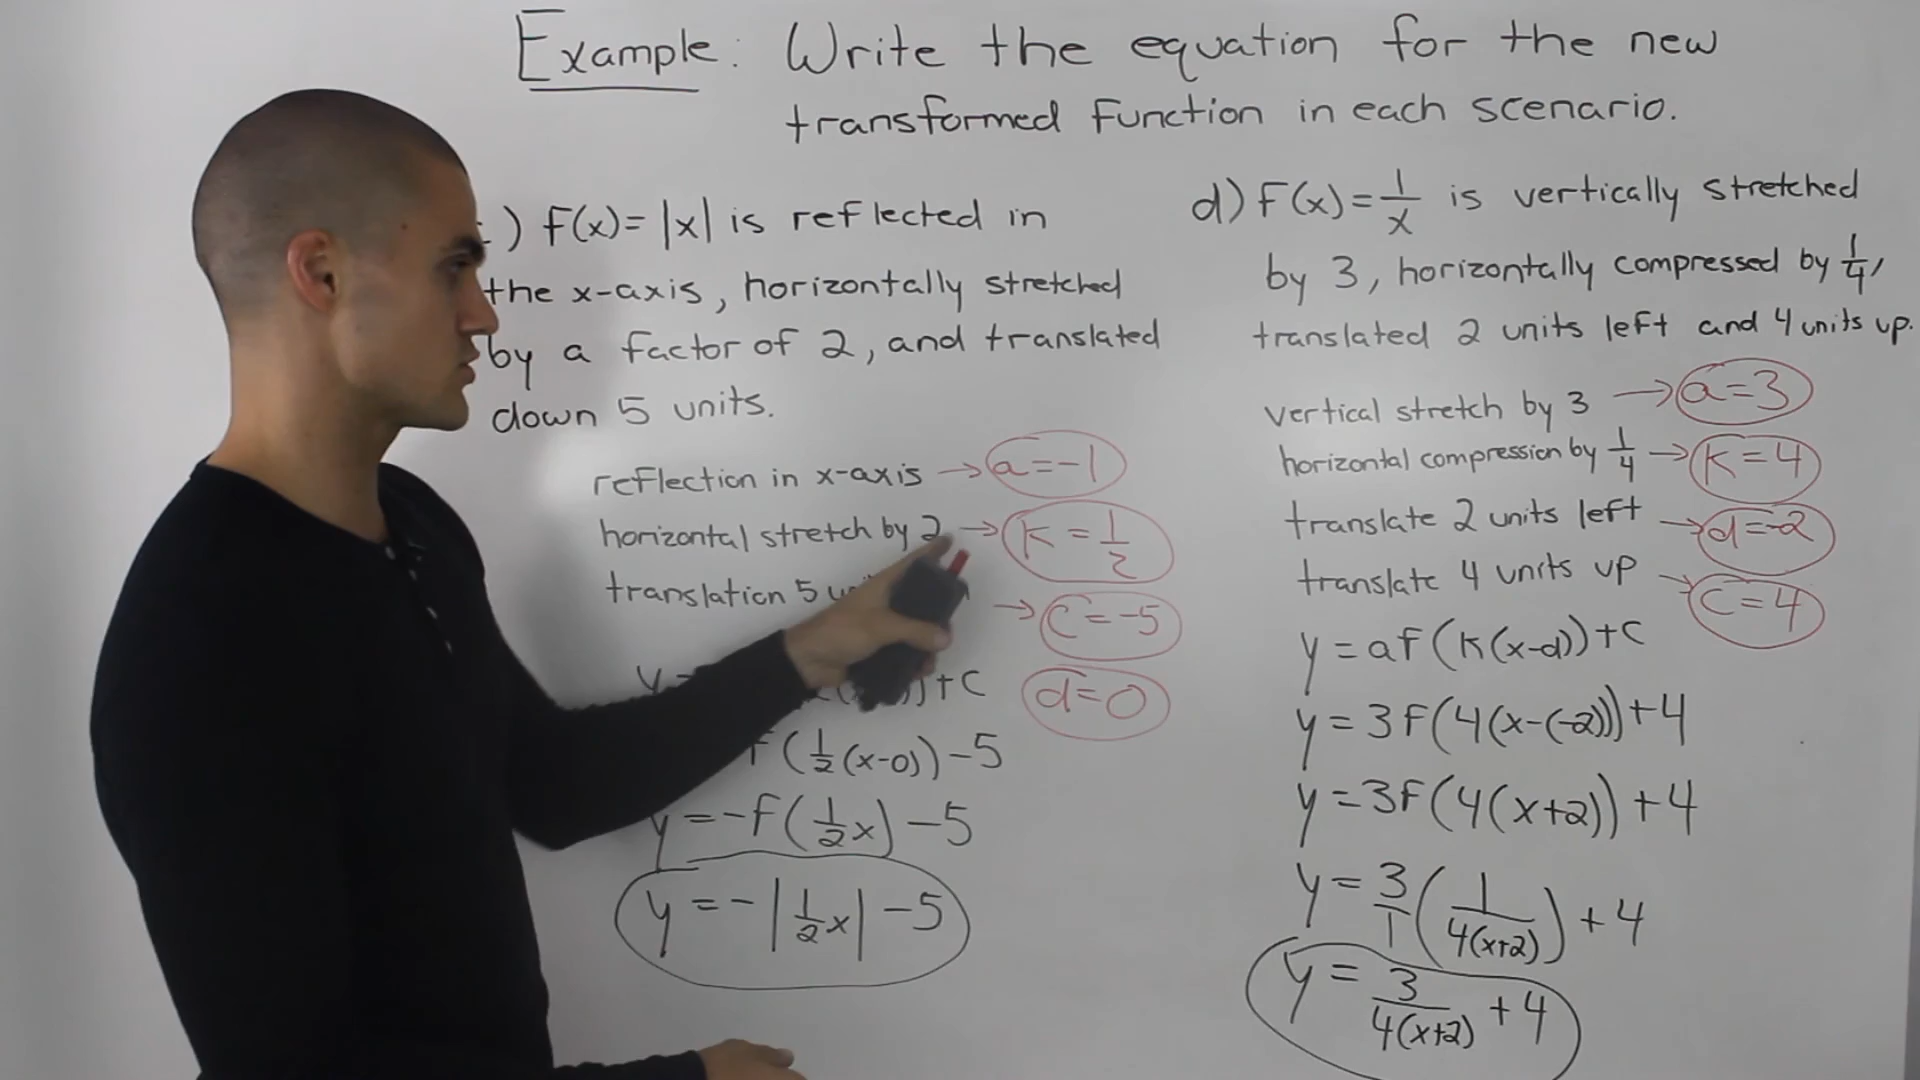 Example: Write the equation for the new
transformed function in each scenario.
) f(x)= |x| is reflected in
the x-axis, horizontally stretched
by a factor of 2, and translated
down 5 units.
reflection in x-axis → a=-1
horizontal stretch by 2 → K = 1/2
translation 5 → C=-5
y= )+c
d=0
(1/2(x-0))-5
y=-f(1/2x)-5
y=-|1/2x|-5
d) f(x)=1/x is vertically stretched
by 3, horizontally compressed by 1/4,
translated 2 units left and 4 units up.
vertical stretch by 3 → a=3
horizontal compression by 1/4 → K=4
translate 2 units left → d=-2
translate 4 units up → C=4
y=af(K(x-d))+c
y=3f(4(x-(-2)))+4
y=3f(4(x+2))+4
y=3/1(1/4(x+2))+4
y=3/4(x+2)+4